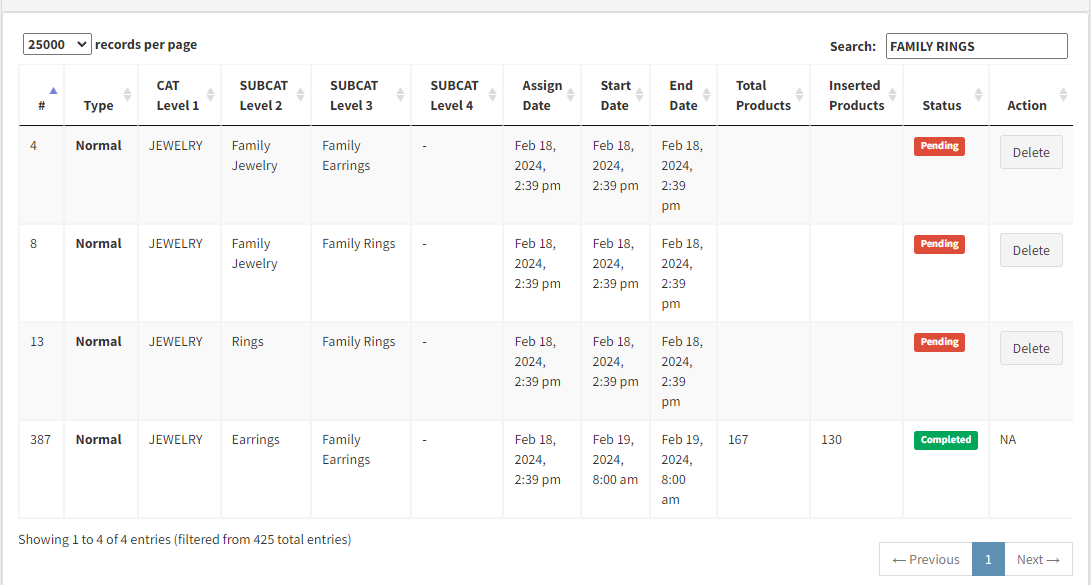 25000 records per page
Search: FAMILY RINGS
# Type CAT Level 1 SUBCAT Level 2 SUBCAT Level 3 SUBCAT Level 4 Assign Date Start Date End Date Total Products Inserted Products Status Action
4 Normal JEWELRY Family Jewelry Family Earrings - Feb 18, 2024, 2:39 pm Feb 18, 2024, 2:39 pm Feb 18, 2024, 2:39 pm Pending Delete
8 Normal JEWELRY Family Jewelry Family Rings - Feb 18, 2024, 2:39 pm Feb 18, 2024, 2:39 pm Feb 18, 2024, 2:39 pm Pending Delete
13 Normal JEWELRY Rings Family Rings - Feb 18, 2024, 2:39 pm Feb 18, 2024, 2:39 pm Feb 18, 2024, 2:39 pm Pending Delete
387 Normal JEWELRY Earrings Family Earrings - Feb 18, 2024, 2:39 pm Feb 19, 2024, 8:00 am Feb 19, 2024, 8:00 am 167 130 Completed NA
Showing 1 to 4 of 4 entries (filtered from 425 total entries)
← Previous 1 Next →